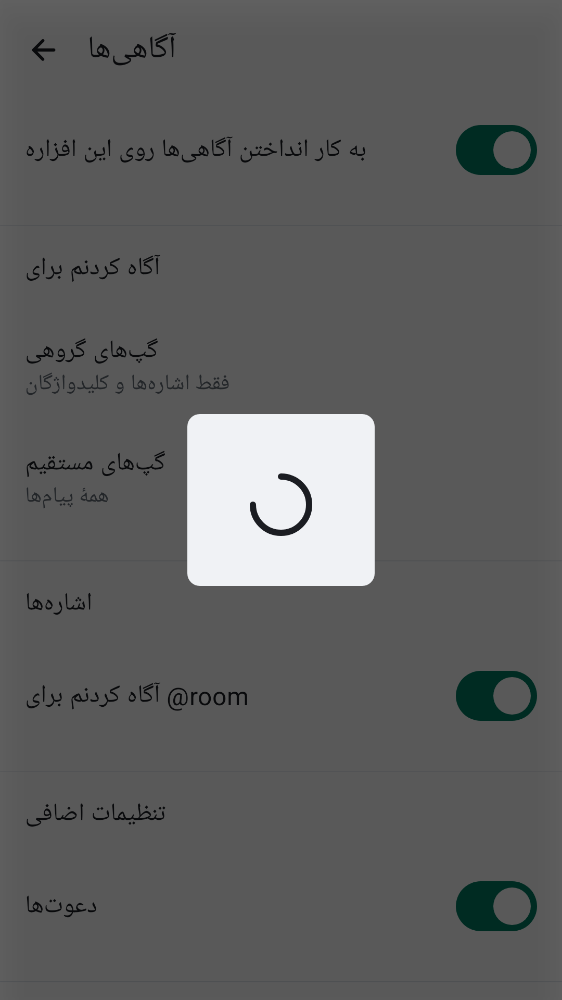 آگاهی‌ها
به کار انداختن آگاهی‌ها روی این افزاره
آگاه کردنم برای
گپ‌های گروهی
فقط اشاره‌ها و کلیدواژگان
گپ‌های مستقیم
همهٔ پیام‌ها
اشاره‌ها
آگاه کردنم برای @room
تنظیمات اضافی
دعوت‌ها